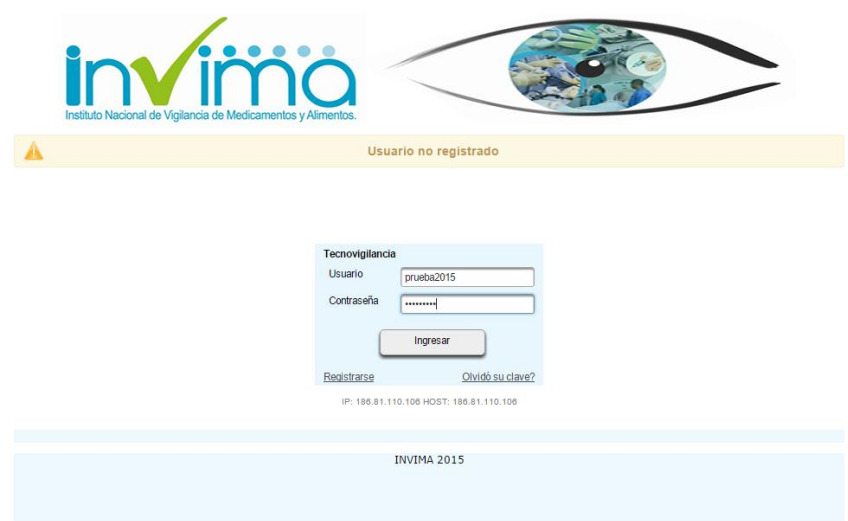 invima
Instituto Nacional de Vigilancia de Medicamentos y Alimentos.
Usuario no registrado
Tecnovigilancia
Usuario prueba2015
Contraseña •••••••••
Ingresar
Registrarse Olvidó su clave?
IP: 186.81.110.106 HOST: 186.81.110.106
INVIMA 2015